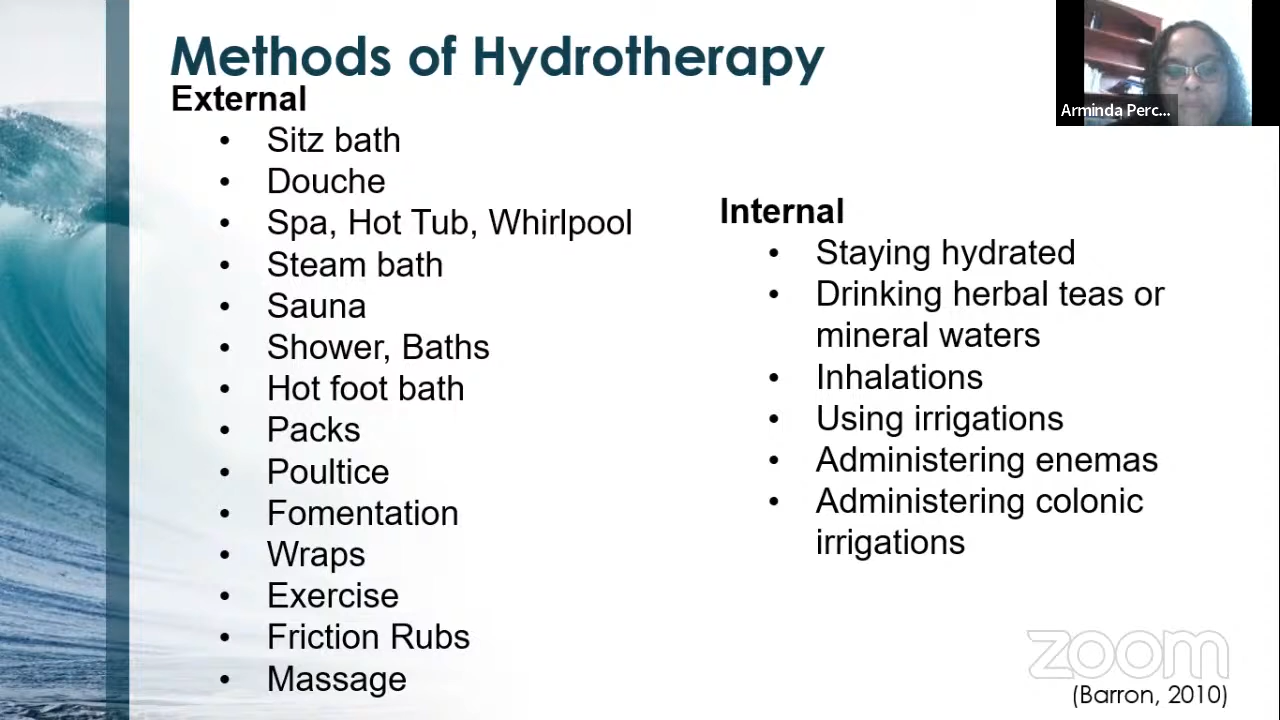 Methods of Hydrotherapy
External
• Sitz bath
• Douche
• Spa, Hot Tub, Whirlpool
• Steam bath
• Sauna
• Shower, Baths
• Hot foot bath
• Packs
• Poultice
• Fomentation
• Wraps
• Exercise
• Friction Rubs
• Massage
Internal
• Staying hydrated
• Drinking herbal teas or
mineral waters
• Inhalations
• Using irrigations
• Administering enemas
• Administering colonic
irrigations
Arminda Perc...
zoom
(Barron, 2010)